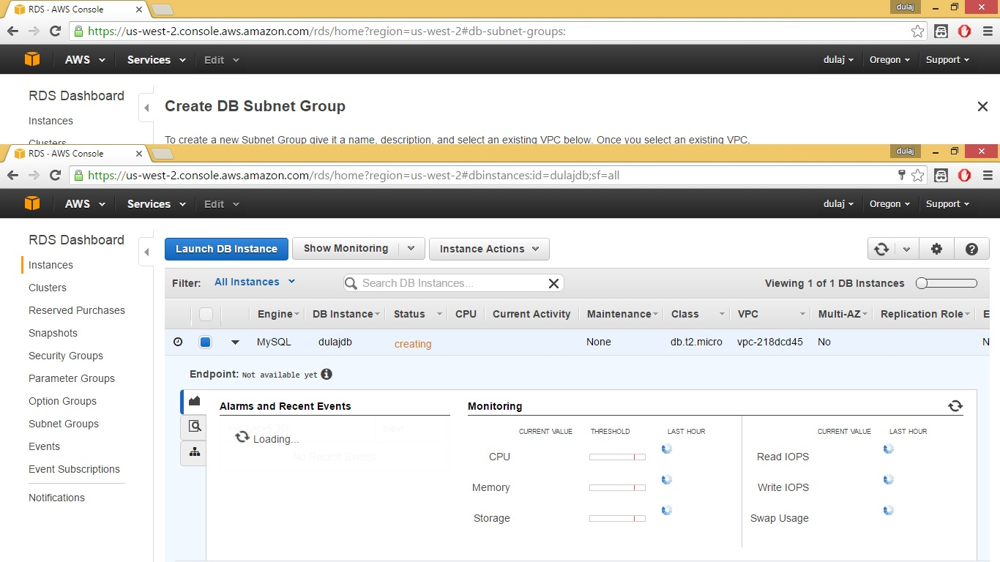 RDS · AWS Console
dulaj
https://us-west-2.console.aws.amazon.com/rds/home?region=us-west-2#db-subnet-groups:
AWS Services Edit dulaj Oregon Support
RDS Dashboard
Instances
Clusters
Create DB Subnet Group
To create a new Subnet Group give it a name, description, and select an existing VPC below. Once you select an existing VPC,
RDS · AWS Console
dulaj
https://us-west-2.console.aws.amazon.com/rds/home?region=us-west-2#dbinstances:id=dulajdb;sf=all
AWS Services Edit dulaj Oregon Support
RDS Dashboard
Instances
Clusters
Reserved Purchases
Snapshots
Security Groups
Parameter Groups
Option Groups
Subnet Groups
Events
Event Subscriptions
Notifications
Launch DB Instance Show Monitoring Instance Actions
Filter: All Instances Search DB Instances... Viewing 1 of 1 DB Instances
Engine DB Instance Status CPU Current Activity Maintenance Class VPC Multi-AZ Replication Role E
MySQL dulajdb creating None db.t2.micro vpc-218dcd45 No N
Endpoint: Not available yet
Alarms and Recent Events
EVENT
Loading...
No Recent Events
Monitoring
CURRENT VALUE THRESHOLD LAST HOUR CURRENT VALUE LAST HOUR
CPU Read IOPS
Memory Write IOPS
Storage Swap Usage